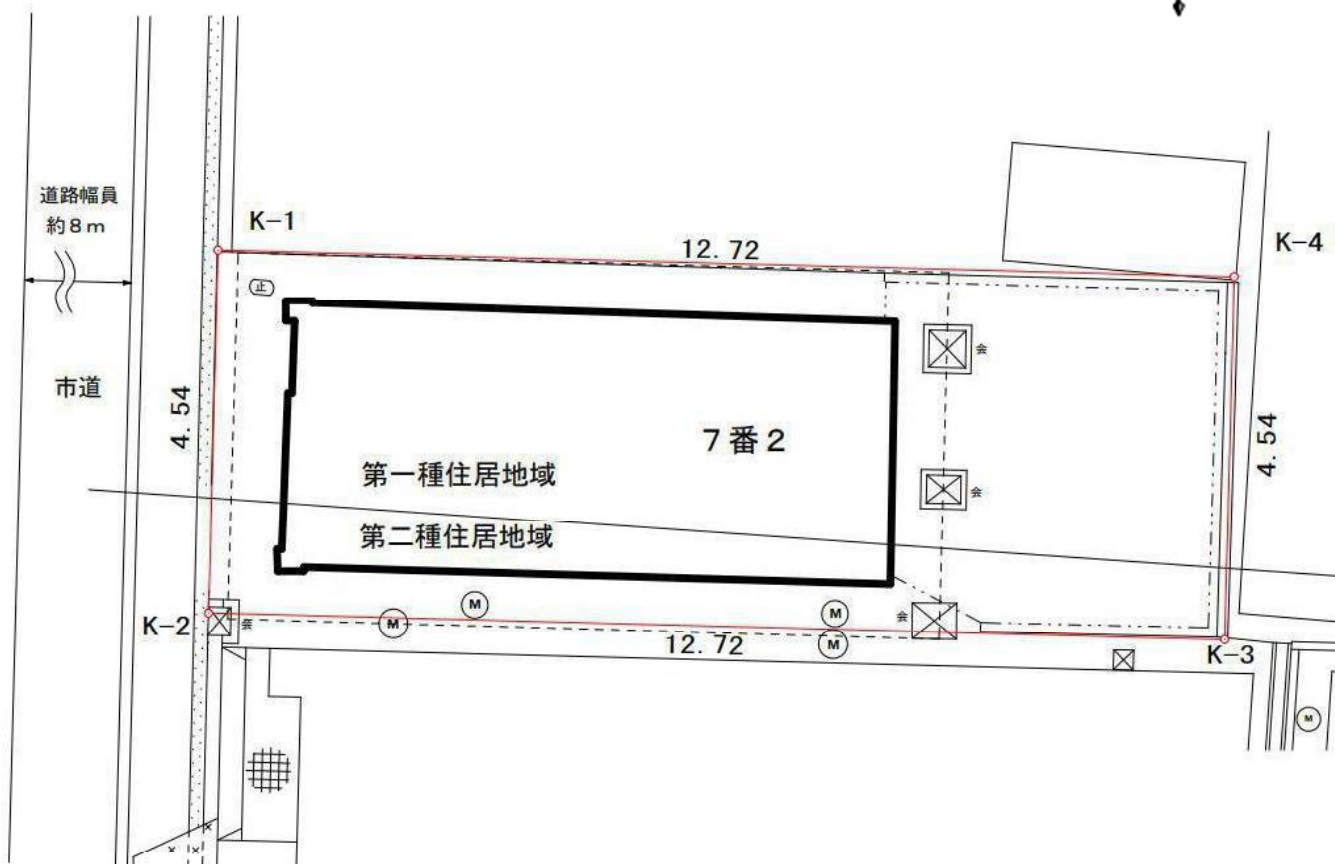 道路幅員
約8m
市道
K-1
12.72
K-4
止
会
7番2
4.54
4.54
第一種住居地域
会
第二種住居地域
K-2
会
M
M
M
会
M
12.72
K-3
M